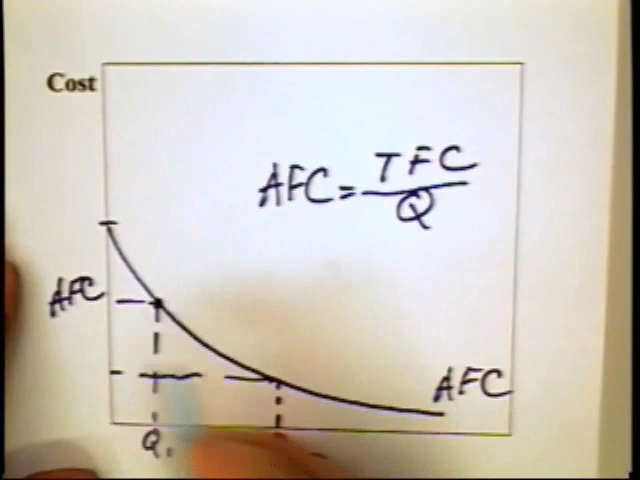 Cost
AFC = TFC / Q
AFC
AFC
Q1